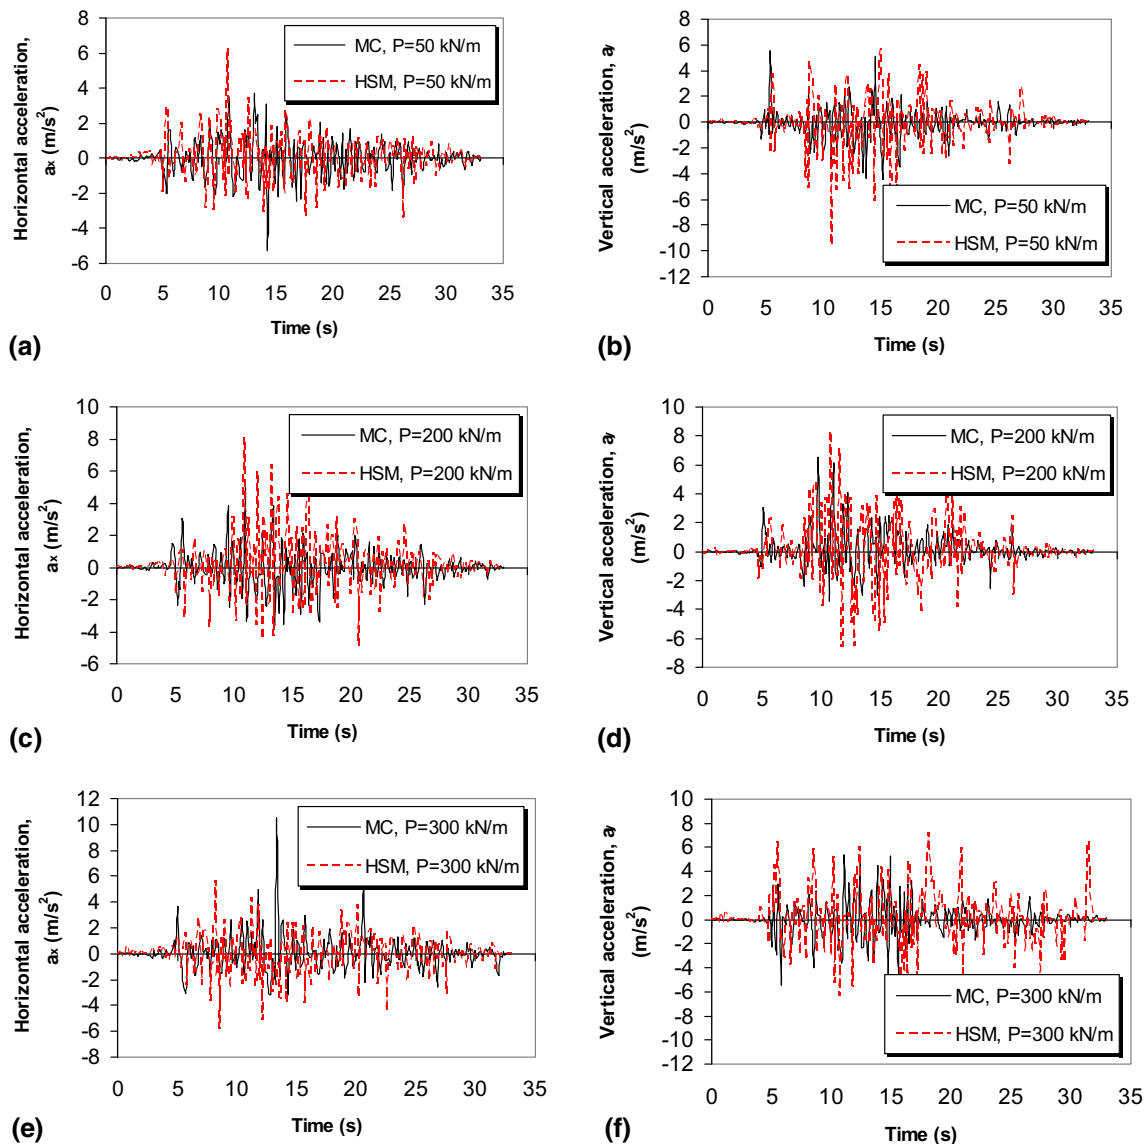 Horizontal acceleration,
ax (m/s²)
8
6
4
2
0
-2
-4
-6
MC, P=50 kN/m
HSM, P=50 kN/m
0 5 10 15 20 25 30 35
Time (s)
(a)
Vertical acceleration, ay
(m/s²)
8
6
4
2
0
-2
-4
-6
-8
-10
-12
MC, P=50 kN/m
HSM, P=50 kN/m
0 5 10 15 20 25 30 35
Time (s)
(b)
Horizontal acceleration,
ax (m/s²)
10
8
6
4
2
0
-2
-4
-6
MC, P=200 kN/m
HSM, P=200 kN/m
0 5 10 15 20 25 30 35
Time (s)
(c)
Vertical acceleration, ay
(m/s²)
10
8
6
4
2
0
-2
-4
-6
-8
MC, P=200 kN/m
HSM, P=200 kN/m
0 5 10 15 20 25 30 35
Time (s)
(d)
Horizontal acceleration,
ax (m/s²)
12
10
8
6
4
2
0
-2
-4
-6
-8
MC, P=300 kN/m
HSM, P=300 kN/m
0 5 10 15 20 25 30 35
Time (s)
(e)
Vertical acceleration, ay
(m/s²)
10
8
6
4
2
0
-2
-4
-6
-8
-10
-12
MC, P=300 kN/m
HSM, P=300 kN/m
0 5 10 15 20 25 30 35
Time (s)
(f)